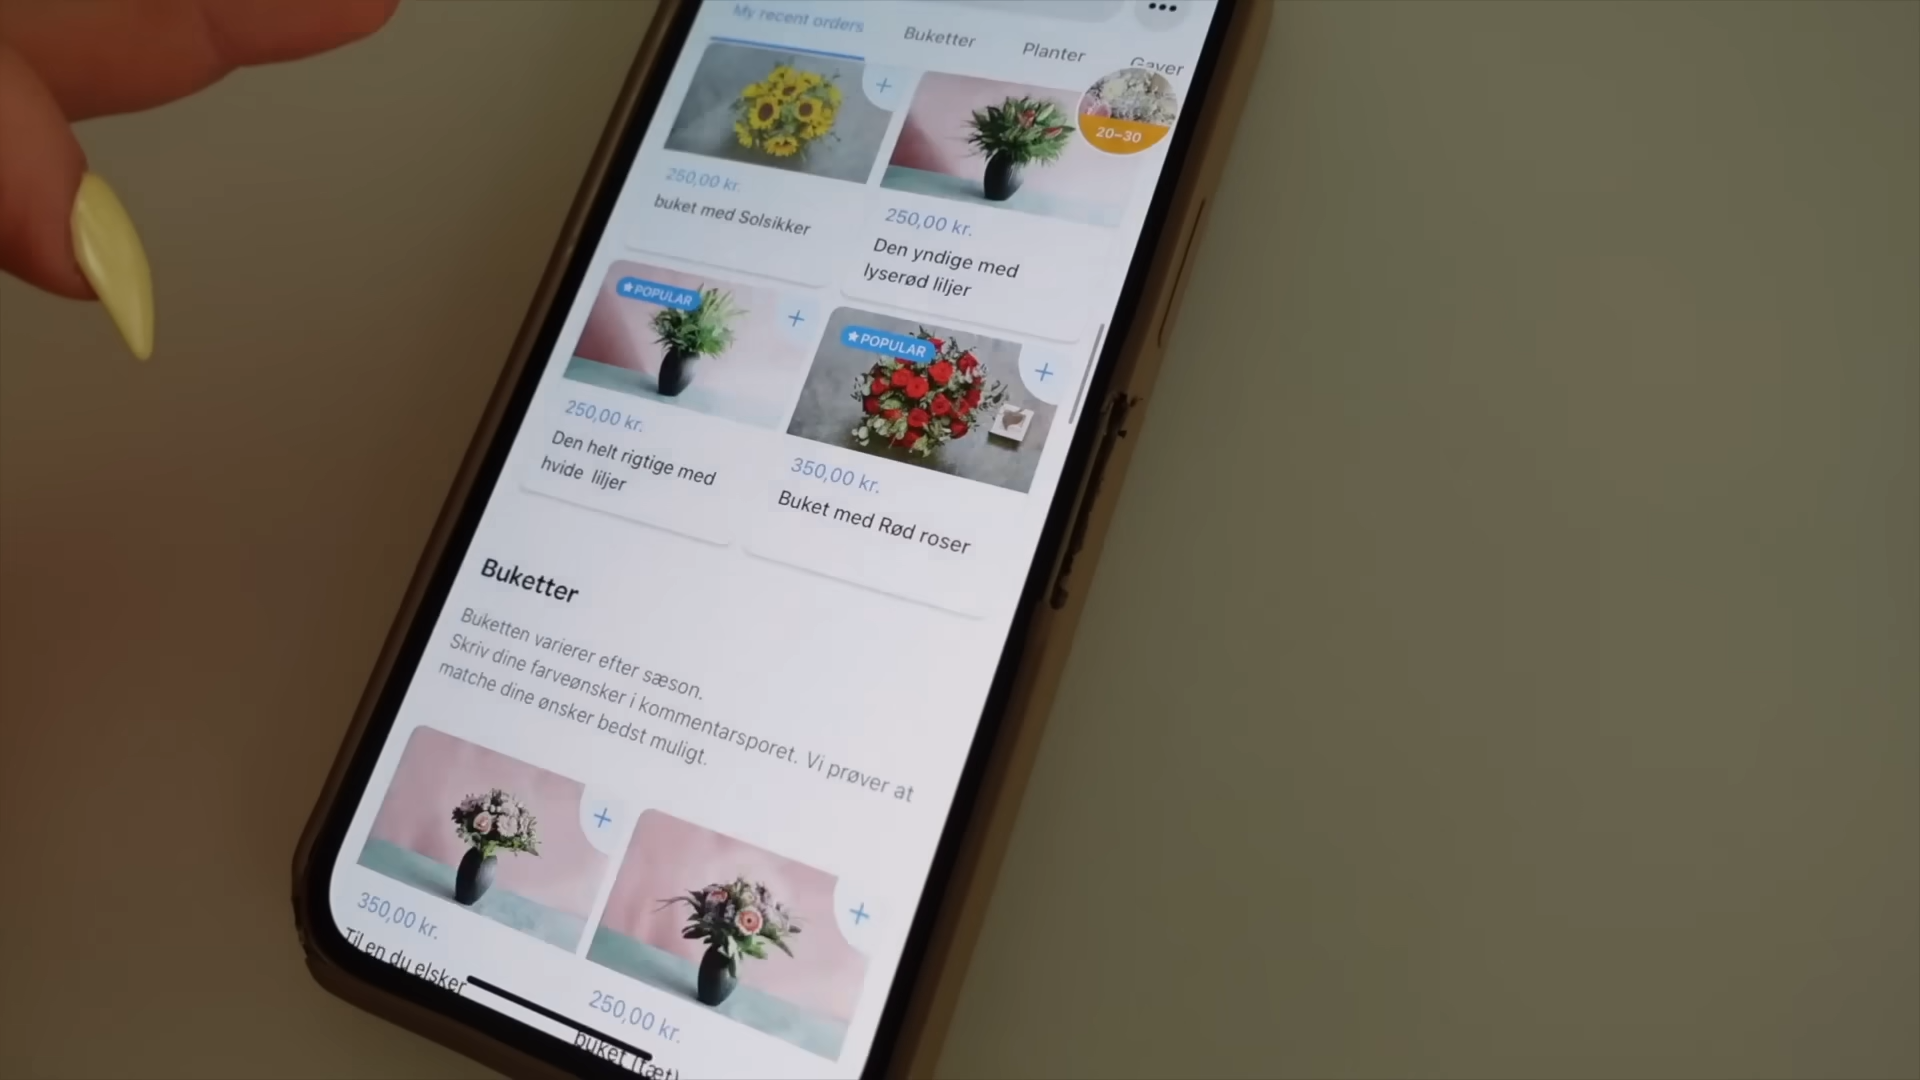 My recent orders
Buketter
Planter
Gaver
20–30
250,00 kr.
buket med Solsikker
250,00 kr.
Den yndige med
lyserød liljer
POPULAR
250,00 kr.
Den helt rigtige med
hvide liljer
POPULAR
350,00 kr.
Buket med Rød roser
Buketter
Buketten varierer efter sæson.
Skriv dine farveønsker i kommentarsporet. Vi prøver at
matche dine ønsker bedst muligt.
350,00 kr.
Til en du elsker
250,00 kr.
buket (tæt)